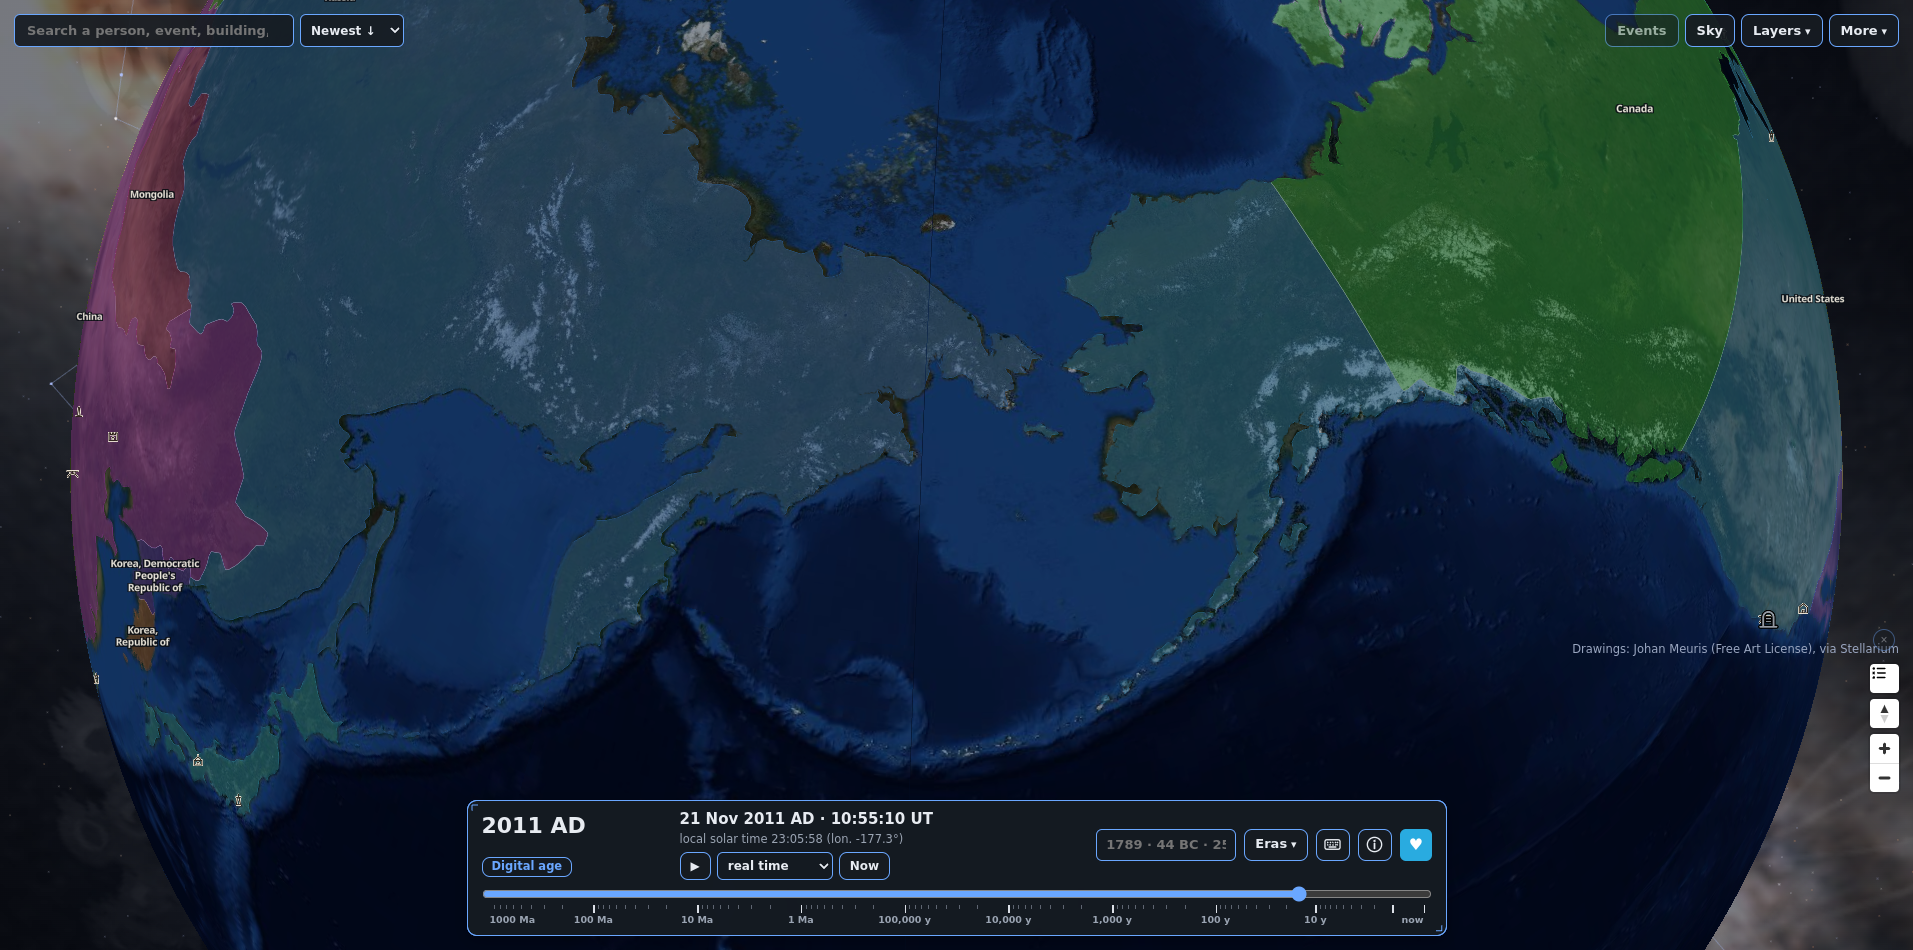 Russia
Search a person, event, building,
Newest ↓
Events
Sky
Layers ▾
More ▾
Canada
Mongolia
United States
China
Korea, Democratic
People's
Republic of
Korea,
Republic of
Drawings: Johan Meuris (Free Art License), via Stellarium
2011 AD
Digital age
21 Nov 2011 AD · 10:55:10 UT
local solar time 23:05:58 (lon. -177.3°)
real time
Now
1789 · 44 BC · 25
Eras ▾
1000 Ma
100 Ma
10 Ma
1 Ma
100,000 y
10,000 y
1,000 y
100 y
10 y
now